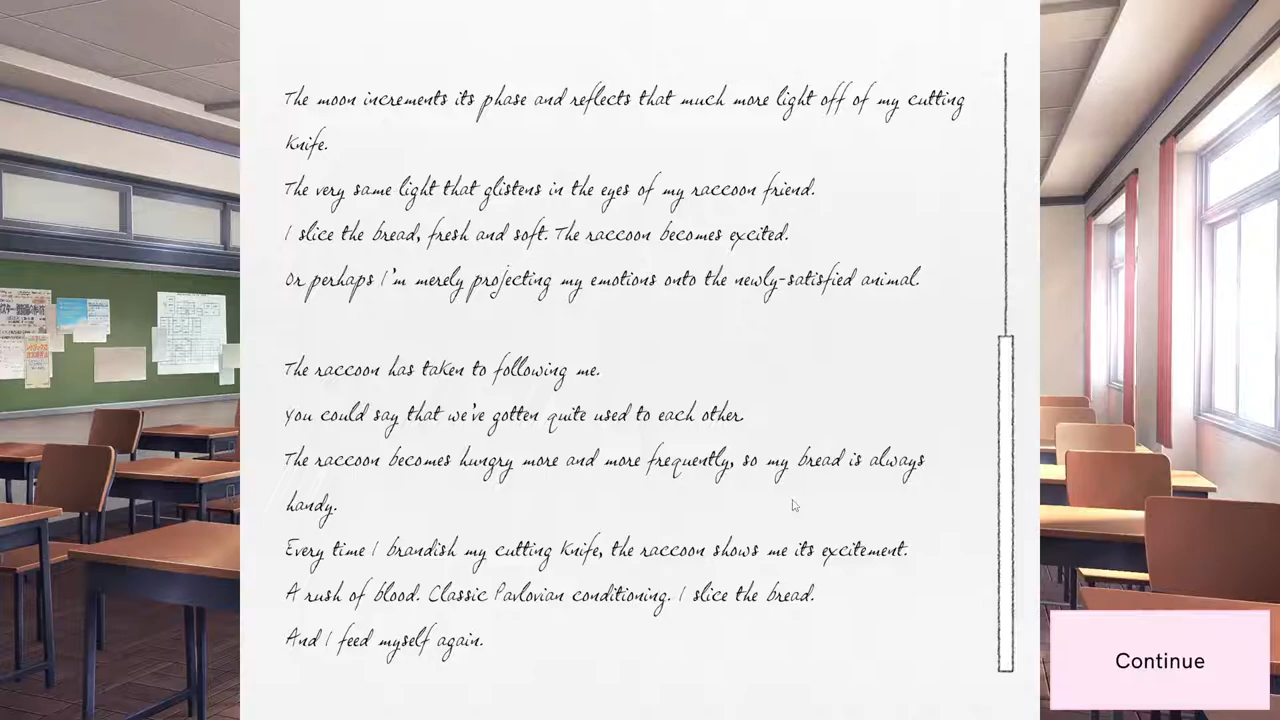 The moon increments its phase and reflects that much more light off of my cutting
knife.
The very same light that glistens in the eyes of my raccoon friend.
I slice the bread, fresh and soft. The raccoon becomes excited.
Or perhaps I'm merely projecting my emotions onto the newly-satisfied animal.
The raccoon has taken to following me.
You could say that we've gotten quite used to each other.
The raccoon becomes hungry more and more frequently, so my bread is always
handy.
Every time I brandish my cutting knife, the raccoon shows me its excitement.
A rush of blood. Classic Pavlovian conditioning. I slice the bread.
And I feed myself again.
Continue